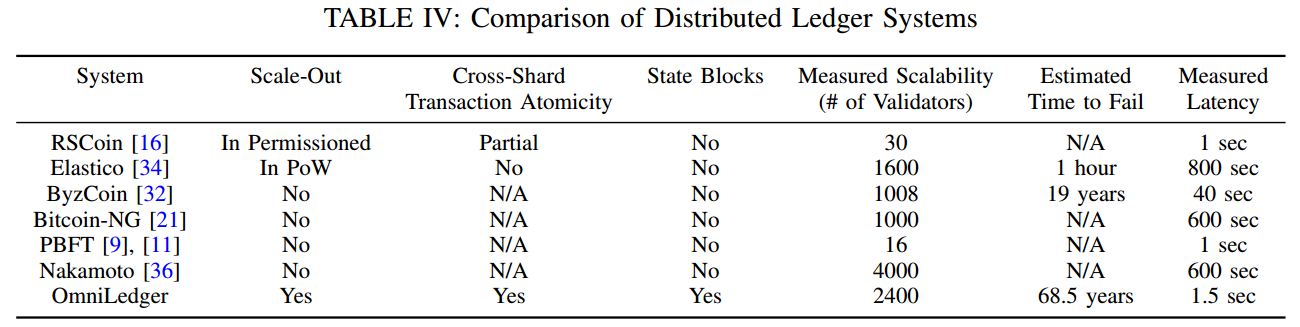 TABLE IV: Comparison of Distributed Ledger Systems
System Scale-Out Cross-Shard State Blocks Measured Scalability Estimated Measured
Transaction Atomicity (# of Validators) Time to Fail Latency
RSCoin [16] In Permissioned Partial No 30 N/A 1 sec
Elastico [34] In PoW No No 1600 1 hour 800 sec
ByzCoin [32] No N/A No 1008 19 years 40 sec
Bitcoin-NG [21] No N/A No 1000 N/A 600 sec
PBFT [9], [11] No N/A No 16 N/A 1 sec
Nakamoto [36] No N/A No 4000 N/A 600 sec
OmniLedger Yes Yes Yes 2400 68.5 years 1.5 sec